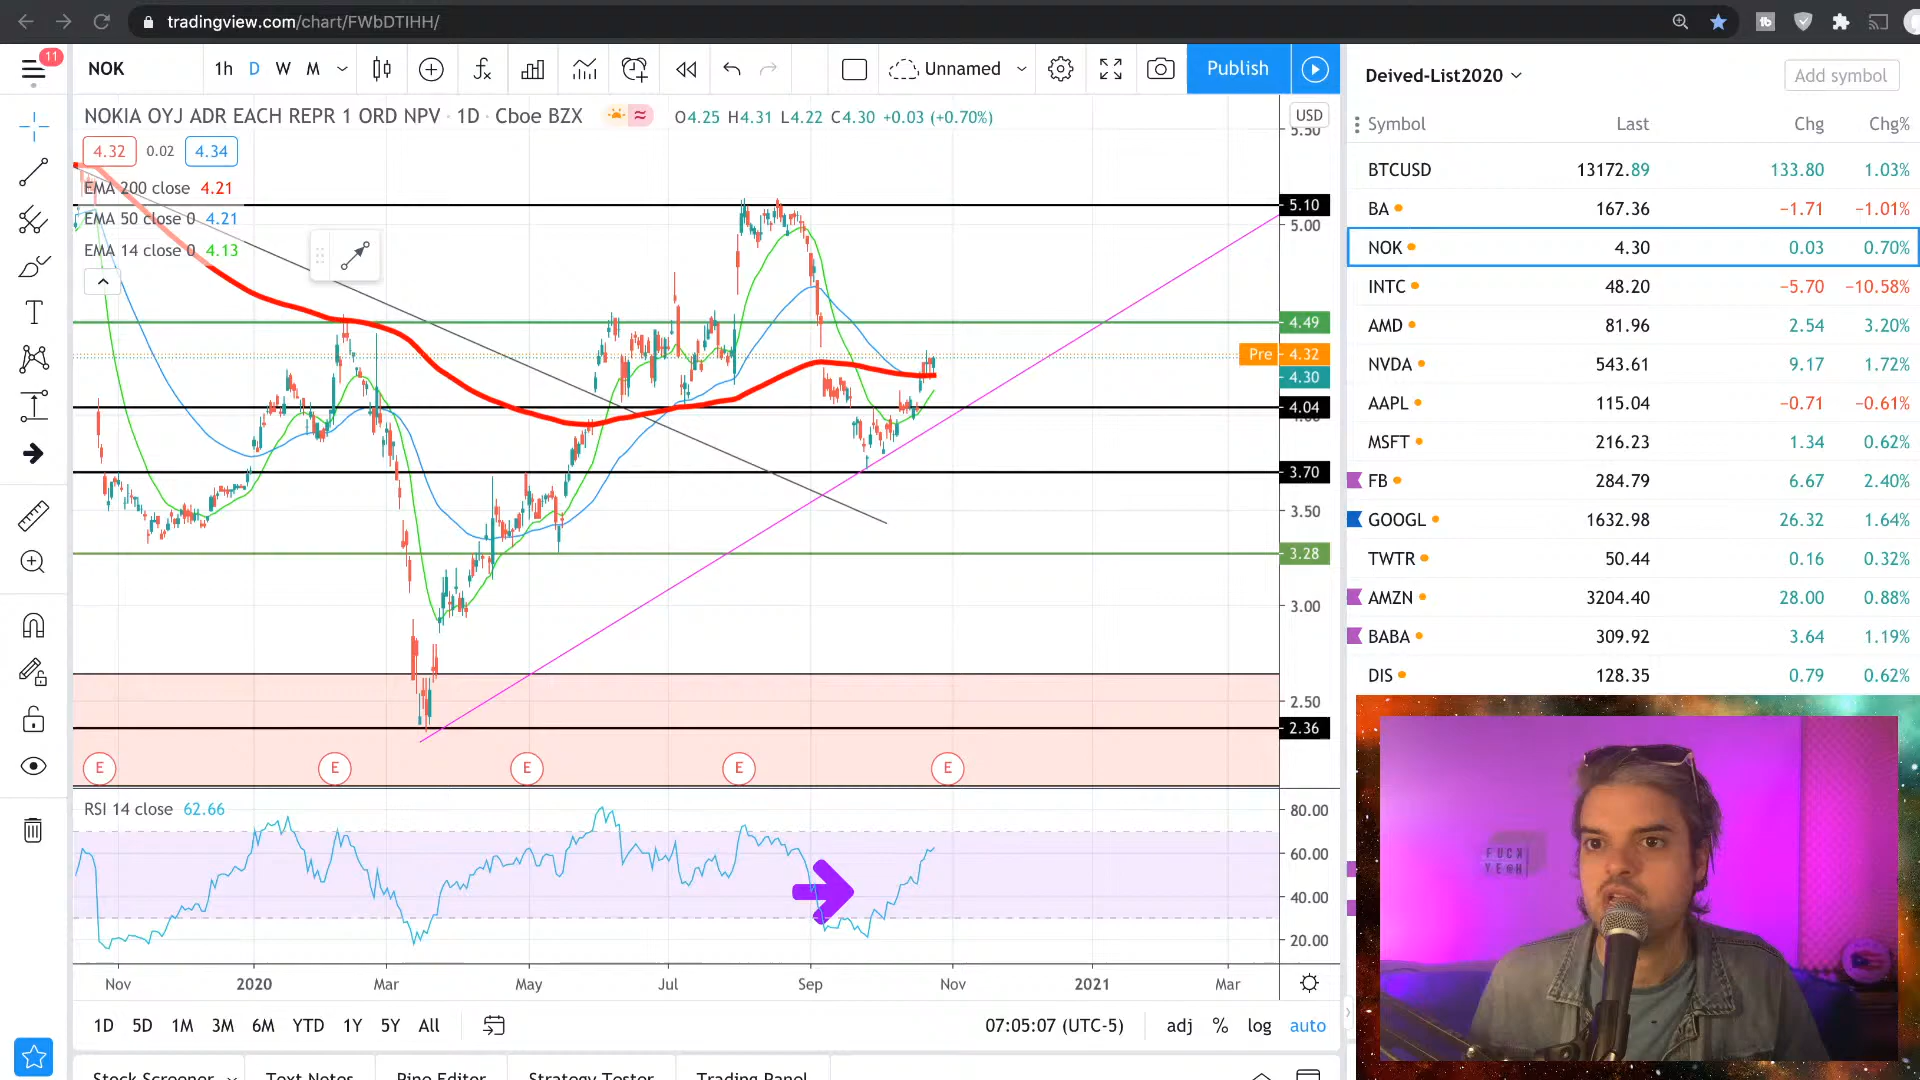 tradingview.com/chart/FWbDTIHH/
11
NOK
1h D W M
Unnamed
Publish
NOKIA OYJ ADR EACH REPR 1 ORD NPV · 1D · Cboe BZX
O4.25 H4.31 L4.22 C4.30 +0.03 (+0.70%)
USD
4.32 0.02 4.34
EMA 200 close 4.21
EMA 50 close 0 4.21
EMA 14 close 0 4.13
5.50
5.10
5.00
4.49
Pre 4.32
4.30
4.04
4.00
3.70
3.50
3.28
3.00
2.50
2.36
E E E E E
RSI 14 close 62.66
80.00
60.00
40.00
20.00
Nov 2020 Mar May Jul Sep Nov 2021 Mar
1D 5D 1M 3M 6M YTD 1Y 5Y All
07:05:07 (UTC-5) adj % log auto
Stock Screener Text Notes Pine Editor Strategy Tester Trading Panel
Deived-List2020
Add symbol
Symbol Last Chg Chg%
BTCUSD 13172.89 133.80 1.03%
BA 167.36 −1.71 −1.01%
NOK 4.30 0.03 0.70%
INTC 48.20 −5.70 −10.58%
AMD 81.96 2.54 3.20%
NVDA 543.61 9.17 1.72%
AAPL 115.04 −0.71 −0.61%
MSFT 216.23 1.34 0.62%
FB 284.79 6.67 2.40%
GOOGL 1632.98 26.32 1.64%
TWTR 50.44 0.16 0.32%
AMZN 3204.40 28.00 0.88%
BABA 309.92 3.64 1.19%
DIS 128.35 0.79 0.62%
FUCK
YE@H